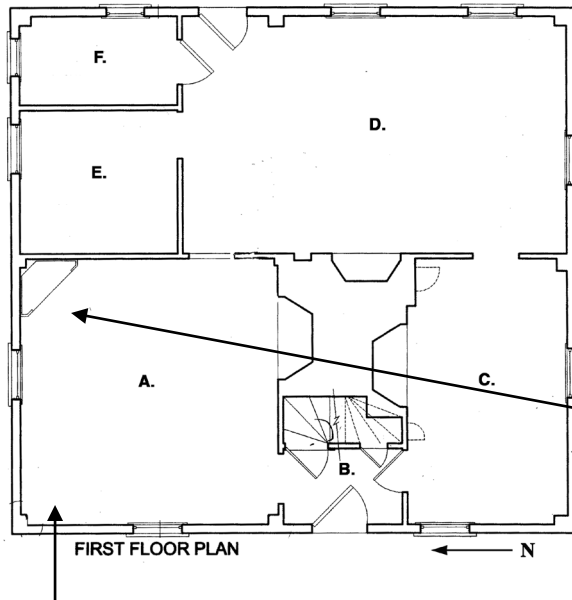 F.
D.
E.
A.
C.
B.
FIRST FLOOR PLAN
N